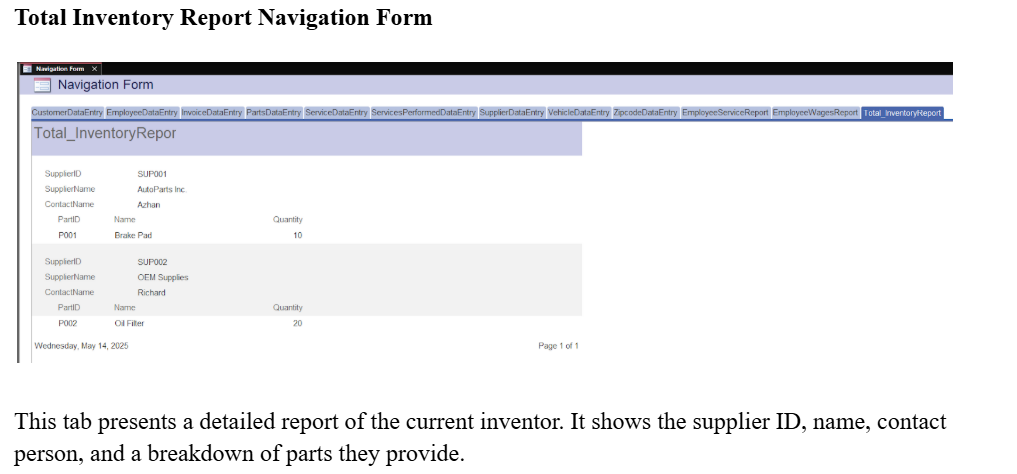 Total Inventory Report Navigation Form
Navigation Form X
Navigation Form
CustomerDataEntry EmployeeDataEntry InvoiceDataEntry PartsDataEntry ServiceDataEntry ServicesPerformedDataEntry SupplierDataEntry VehicleDataEntry ZipcodeDataEntry EmployeeServiceReport EmployeeWagesReport Total_InventoryReport
Total_InventoryRepor
SupplierID SUP001
SupplierName AutoParts Inc.
ContactName Azhan
PartID Name Quantity
P001 Brake Pad 10
SupplierID SUP002
SupplierName OEM Supplies
ContactName Richard
PartID Name Quantity
P002 Oil Filter 20
Wednesday, May 14, 2025 Page 1 of 1
This tab presents a detailed report of the current inventor. It shows the supplier ID, name, contact
person, and a breakdown of parts they provide.